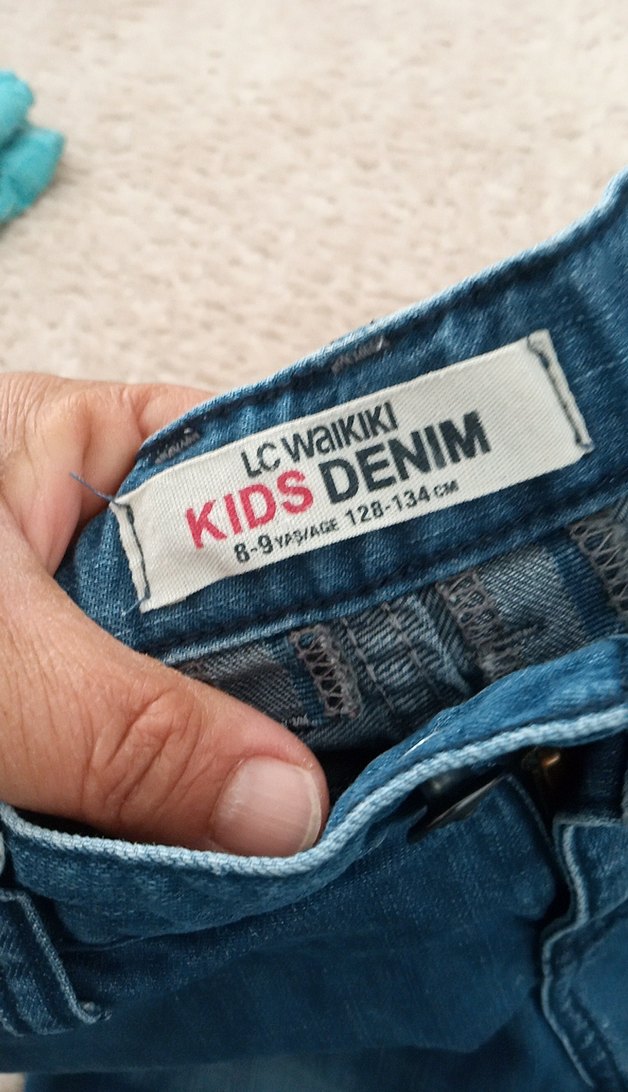 LC WAIKIKI
KIDS DENIM
8-9 YAŞ/AGE 128-134 CM